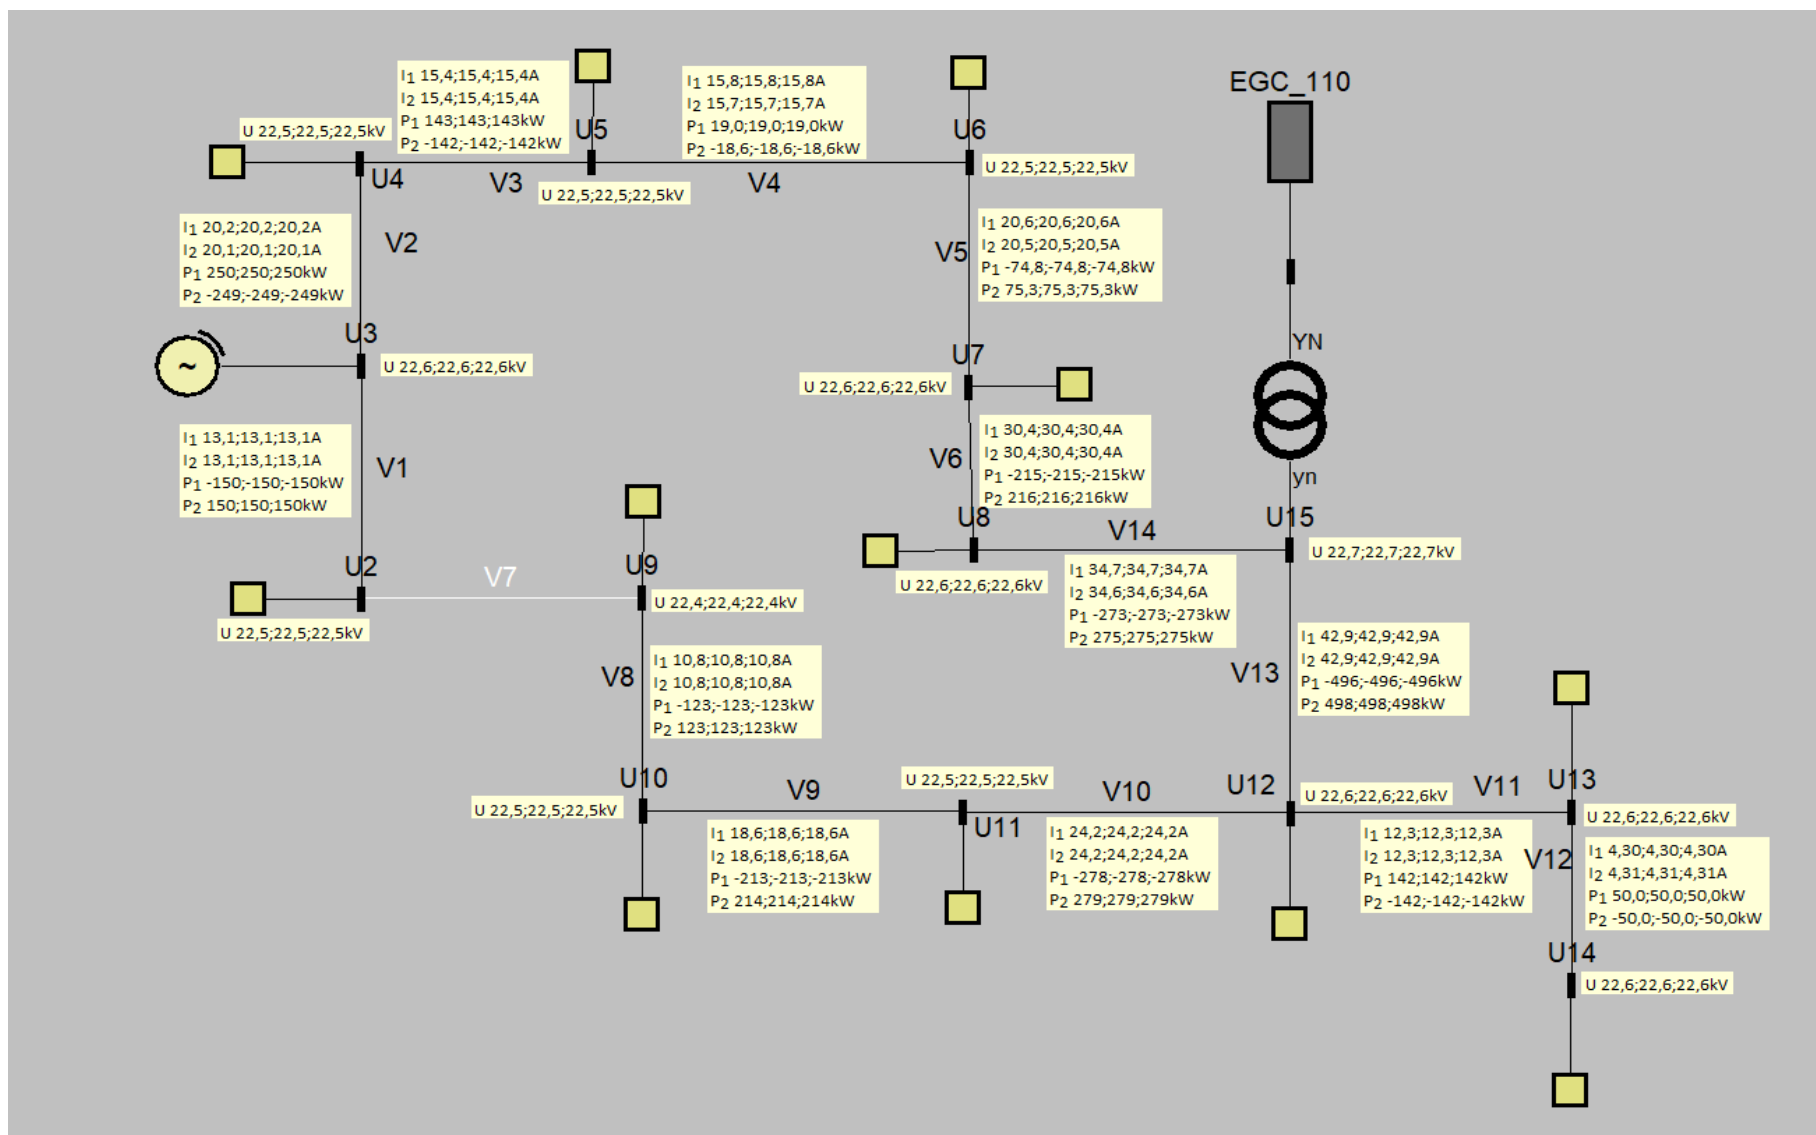 EGC_110
I1 15,4;15,4;15,4A
I2 15,4;15,4;15,4A
P1 143;143;143kW
P2 -142;-142;-142kW
I1 15,8;15,8;15,8A
I2 15,7;15,7;15,7A
P1 19,0;19,0;19,0kW
P2 -18,6;-18,6;-18,6kW
U 22,5;22,5;22,5kV
U5
U6
U4
V3
V4
U 22,5;22,5;22,5kV
U 22,5;22,5;22,5kV
I1 20,2;20,2;20,2A
I2 20,1;20,1;20,1A
P1 250;250;250kW
P2 -249;-249;-249kW
V2
V5
I1 20,6;20,6;20,6A
I2 20,5;20,5;20,5A
P1 -74,8;-74,8;-74,8kW
P2 75,3;75,3;75,3kW
U3
~
U 22,6;22,6;22,6kV
U7
U 22,6;22,6;22,6kV
YN
yn
I1 13,1;13,1;13,1A
I2 13,1;13,1;13,1A
P1 -150;-150;-150kW
P2 150;150;150kW
V1
V6
I1 30,4;30,4;30,4A
I2 30,4;30,4;30,4A
P1 -215;-215;-215kW
P2 216;216;216kW
U8
V14
U15
U 22,7;22,7;22,7kV
U2
V7
U9
U 22,6;22,6;22,6kV
I1 34,7;34,7;34,7A
I2 34,6;34,6;34,6A
P1 -273;-273;-273kW
P2 275;275;275kW
U 22,5;22,5;22,5kV
U 22,4;22,4;22,4kV
V8
I1 10,8;10,8;10,8A
I2 10,8;10,8;10,8A
P1 -123;-123;-123kW
P2 123;123;123kW
V13
I1 42,9;42,9;42,9A
I2 42,9;42,9;42,9A
P1 -496;-496;-496kW
P2 498;498;498kW
U10
U 22,5;22,5;22,5kV
V9
U 22,5;22,5;22,5kV
U11
V10
U12
U 22,6;22,6;22,6kV
V11
U13
U 22,6;22,6;22,6kV
I1 18,6;18,6;18,6A
I2 18,6;18,6;18,6A
P1 -213;-213;-213kW
P2 214;214;214kW
I1 24,2;24,2;24,2A
I2 24,2;24,2;24,2A
P1 -278;-278;-278kW
P2 279;279;279kW
I1 12,3;12,3;12,3A
I2 12,3;12,3;12,3A
P1 142;142;142kW
P2 -142;-142;-142kW
V12
I1 4,30;4,30;4,30A
I2 4,31;4,31;4,31A
P1 50,0;50,0;50,0kW
P2 -50,0;-50,0;-50,0kW
U14
U 22,6;22,6;22,6kV